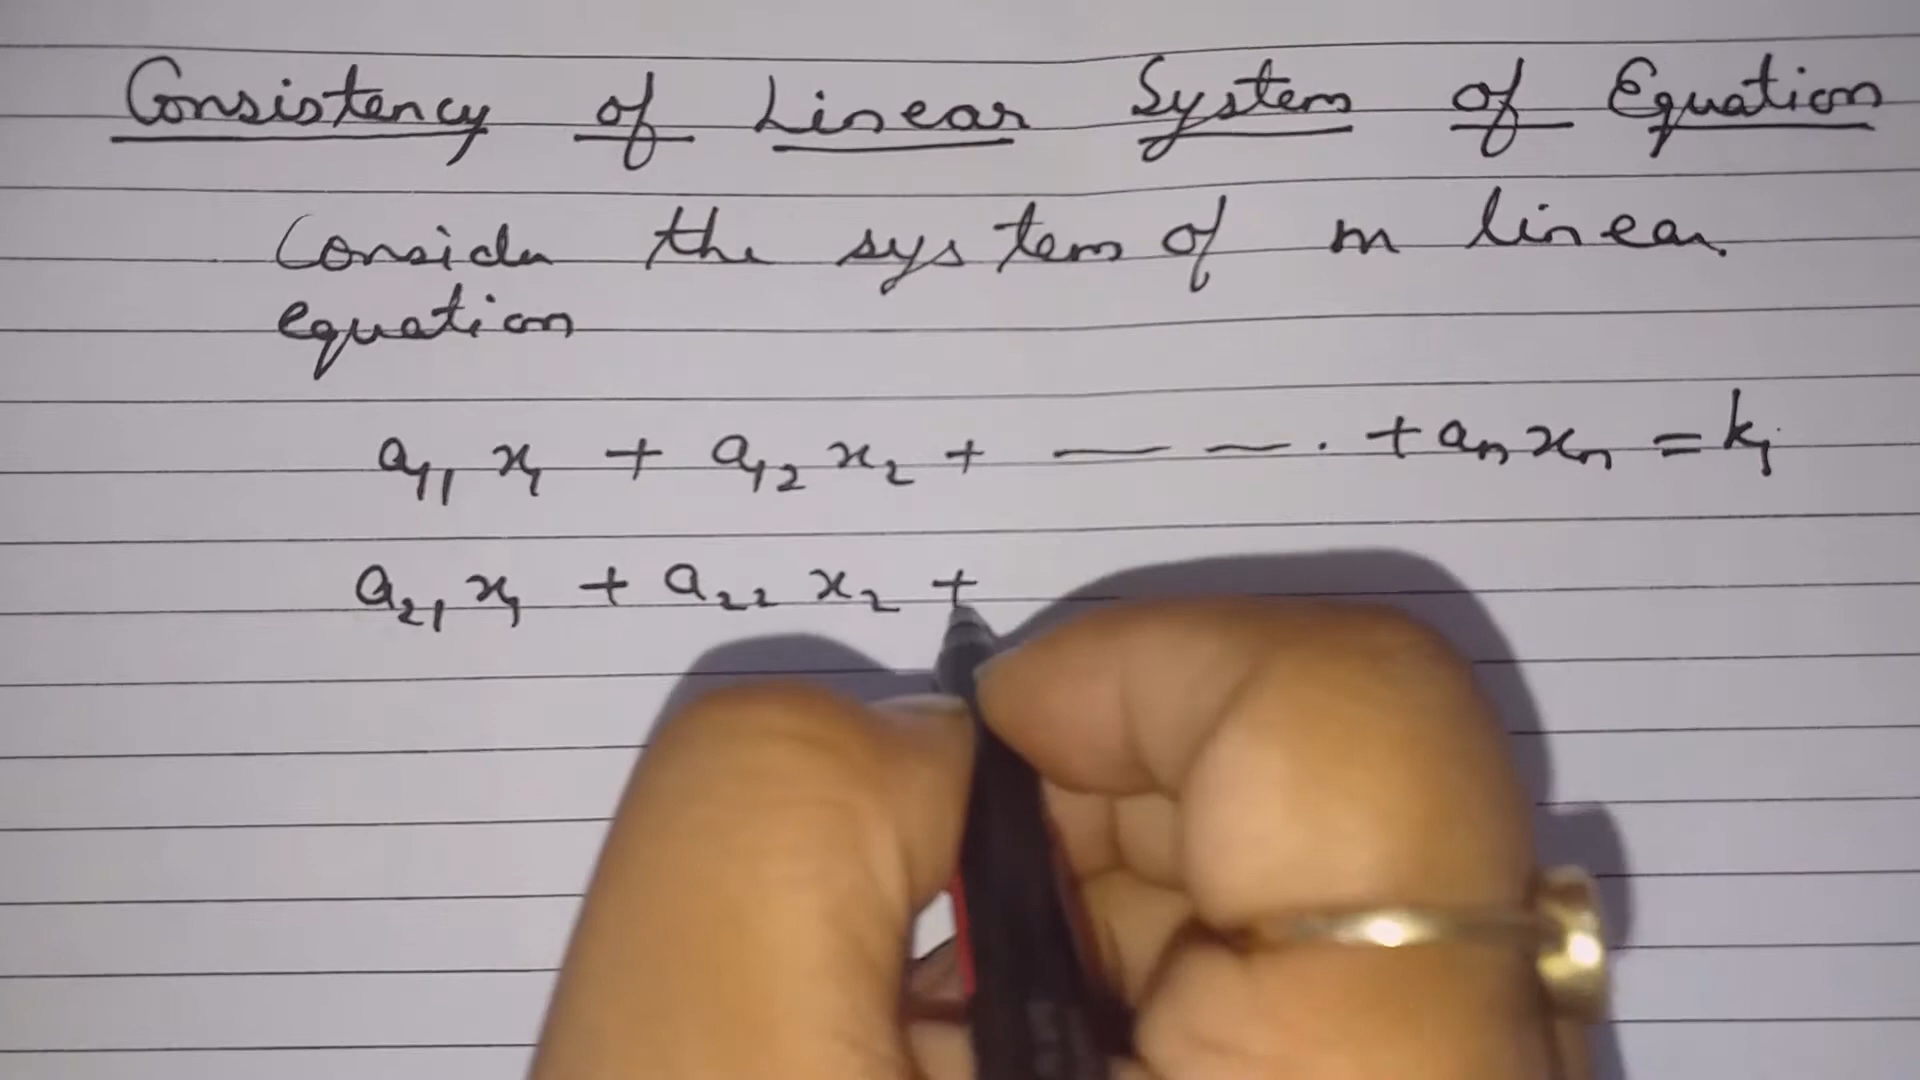 Consistency of Linear System of Equation
Consider the system of m linear
equation
a₁₁ x₁ + a₁₂ x₂ + — — . + aₙ xₙ = k₁
a₂₁ x₁ + a₂₂ x₂ +